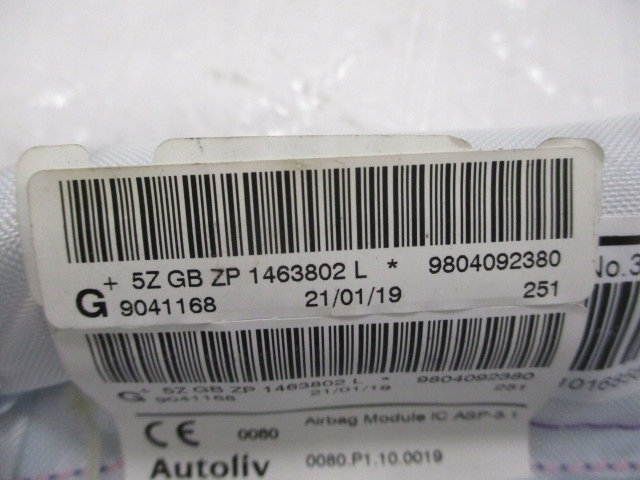 + 5Z GB ZP 1463802 L * 9804092380
G 9041168 21/01/19 251
No.3
+ 5Z GB ZP 1463802 L * 9804092380
G 9041168 21/01/19 251
CE 0080 Airbag Module IC ASP-3.1
Autoliv 0080.P1.10.0019